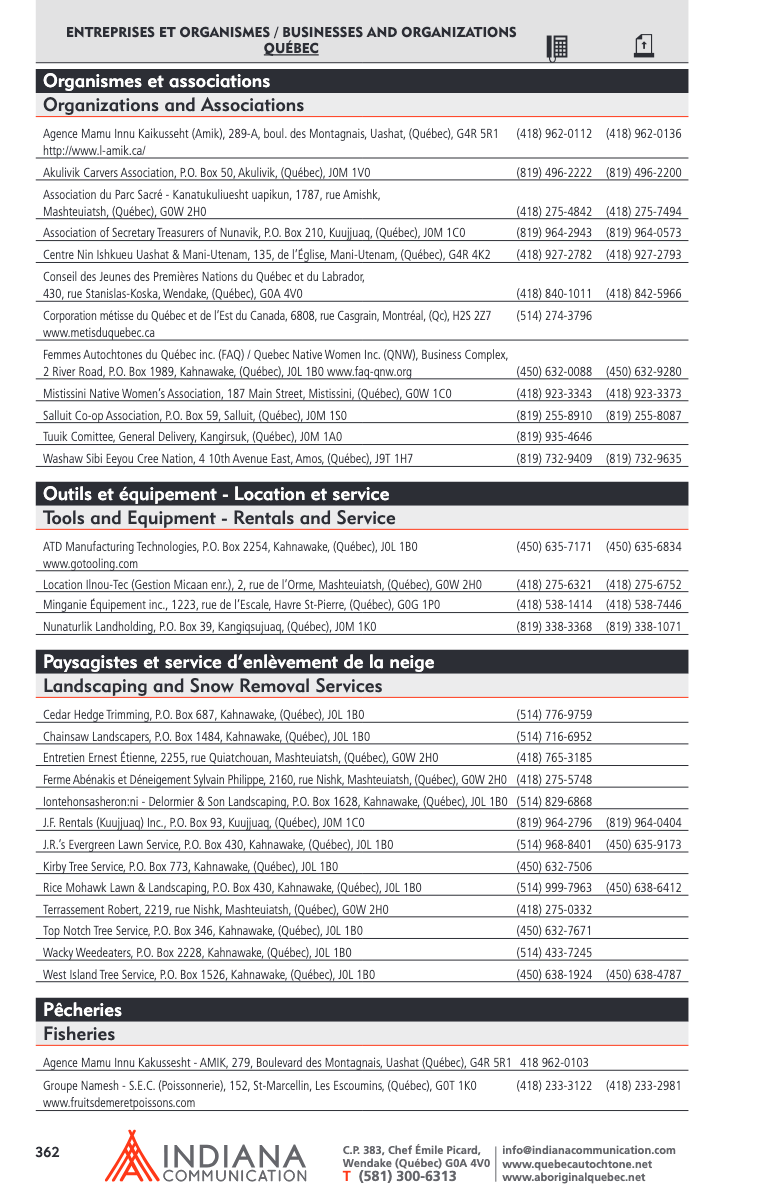 ENTREPRISES ET ORGANISMES / BUSINESSES AND ORGANIZATIONS
QUÉBEC
Organismes et associations
Organizations and Associations
Agence Mamu Innu Kaikusseht (Amik), 289-A, boul. des Montagnais, Uashat, (Québec), G4R 5R1 (418) 962-0112 (418) 962-0136
http://www.l-amik.ca/
Akulivik Carvers Association, P.O. Box 50, Akulivik, (Québec), J0M 1V0 (819) 496-2222 (819) 496-2200
Association du Parc Sacré - Kanatukuliuesht uapikun, 1787, rue Amishk,
Mashteuiatsh, (Québec), G0W 2H0 (418) 275-4842 (418) 275-7494
Association of Secretary Treasurers of Nunavik, P.O. Box 210, Kuujjuaq, (Québec), J0M 1C0 (819) 964-2943 (819) 964-0573
Centre Nin Ishkueu Uashat & Mani-Utenam, 135, de l’Église, Mani-Utenam, (Québec), G4R 4K2 (418) 927-2782 (418) 927-2793
Conseil des Jeunes des Premières Nations du Québec et du Labrador,
430, rue Stanislas-Koska, Wendake, (Québec), G0A 4V0 (418) 840-1011 (418) 842-5966
Corporation métisse du Québec et de l’Est du Canada, 6808, rue Casgrain, Montréal, (Qc), H2S 2Z7 (514) 274-3796
www.metisduquebec.ca
Femmes Autochtones du Québec inc. (FAQ) / Quebec Native Women Inc. (QNW), Business Complex,
2 River Road, P.O. Box 1989, Kahnawake, (Québec), J0L 1B0 www.faq-qnw.org (450) 632-0088 (450) 632-9280
Mistissini Native Women’s Association, 187 Main Street, Mistissini, (Québec), G0W 1C0 (418) 923-3343 (418) 923-3373
Salluit Co-op Association, P.O. Box 59, Salluit, (Québec), J0M 1S0 (819) 255-8910 (819) 255-8087
Tuuik Comittee, General Delivery, Kangirsuk, (Québec), J0M 1A0 (819) 935-4646
Washaw Sibi Eeyou Cree Nation, 4 10th Avenue East, Amos, (Québec), J9T 1H7 (819) 732-9409 (819) 732-9635
Outils et équipement - Location et service
Tools and Equipment - Rentals and Service
ATD Manufacturing Technologies, P.O. Box 2254, Kahnawake, (Québec), J0L 1B0 (450) 635-7171 (450) 635-6834
www.gotooling.com
Location Ilnou-Tec (Gestion Micaan enr.), 2, rue de l’Orme, Mashteuiatsh, (Québec), G0W 2H0 (418) 275-6321 (418) 275-6752
Minganie Équipement inc., 1223, rue de l’Escale, Havre St-Pierre, (Québec), G0G 1P0 (418) 538-1414 (418) 538-7446
Nunaturlik Landholding, P.O. Box 39, Kangiqsujuaq, (Québec), J0M 1K0 (819) 338-3368 (819) 338-1071
Paysagistes et service d’enlèvement de la neige
Landscaping and Snow Removal Services
Cedar Hedge Trimming, P.O. Box 687, Kahnawake, (Québec), J0L 1B0 (514) 776-9759
Chainsaw Landscapers, P.O. Box 1484, Kahnawake, (Québec), J0L 1B0 (514) 716-6952
Entretien Ernest Étienne, 2255, rue Quiatchouan, Mashteuiatsh, (Québec), G0W 2H0 (418) 765-3185
Ferme Abénakis et Déneigement Sylvain Philippe, 2160, rue Nishk, Mashteuiatsh, (Québec), G0W 2H0 (418) 275-5748
Iontehonsasheron:ni - Delormier & Son Landscaping, P.O. Box 1628, Kahnawake, (Québec), J0L 1B0 (514) 829-6868
J.F. Rentals (Kuujjuaq) Inc., P.O. Box 93, Kuujjuaq, (Québec), J0M 1C0 (819) 964-2796 (819) 964-0404
J.R.’s Evergreen Lawn Service, P.O. Box 430, Kahnawake, (Québec), J0L 1B0 (514) 968-8401 (450) 635-9173
Kirby Tree Service, P.O. Box 773, Kahnawake, (Québec), J0L 1B0 (450) 632-7506
Rice Mohawk Lawn & Landscaping, P.O. Box 430, Kahnawake, (Québec), J0L 1B0 (514) 999-7963 (450) 638-6412
Terrassement Robert, 2219, rue Nishk, Mashteuiatsh, (Québec), G0W 2H0 (418) 275-0332
Top Notch Tree Service, P.O. Box 346, Kahnawake, (Québec), J0L 1B0 (450) 632-7671
Wacky Weedeaters, P.O. Box 2228, Kahnawake, (Québec), J0L 1B0 (514) 433-7245
West Island Tree Service, P.O. Box 1526, Kahnawake, (Québec), J0L 1B0 (450) 638-1924 (450) 638-4787
Pêcheries
Fisheries
Agence Mamu Innu Kakussesht - AMIK, 279, Boulevard des Montagnais, Uashat (Québec), G4R 5R1 418 962-0103
Groupe Namesh - S.E.C. (Poissonnerie), 152, St-Marcellin, Les Escoumins, (Québec), G0T 1K0 (418) 233-3122 (418) 233-2981
www.fruitsdemeretpoissons.com
362
INDIANA
COMMUNICATION
C.P. 383, Chef Émile Picard,
Wendake (Québec) G0A 4V0
T (581) 300-6313
info@indianacommunication.com
www.quebecautochtone.net
www.aboriginalquebec.net